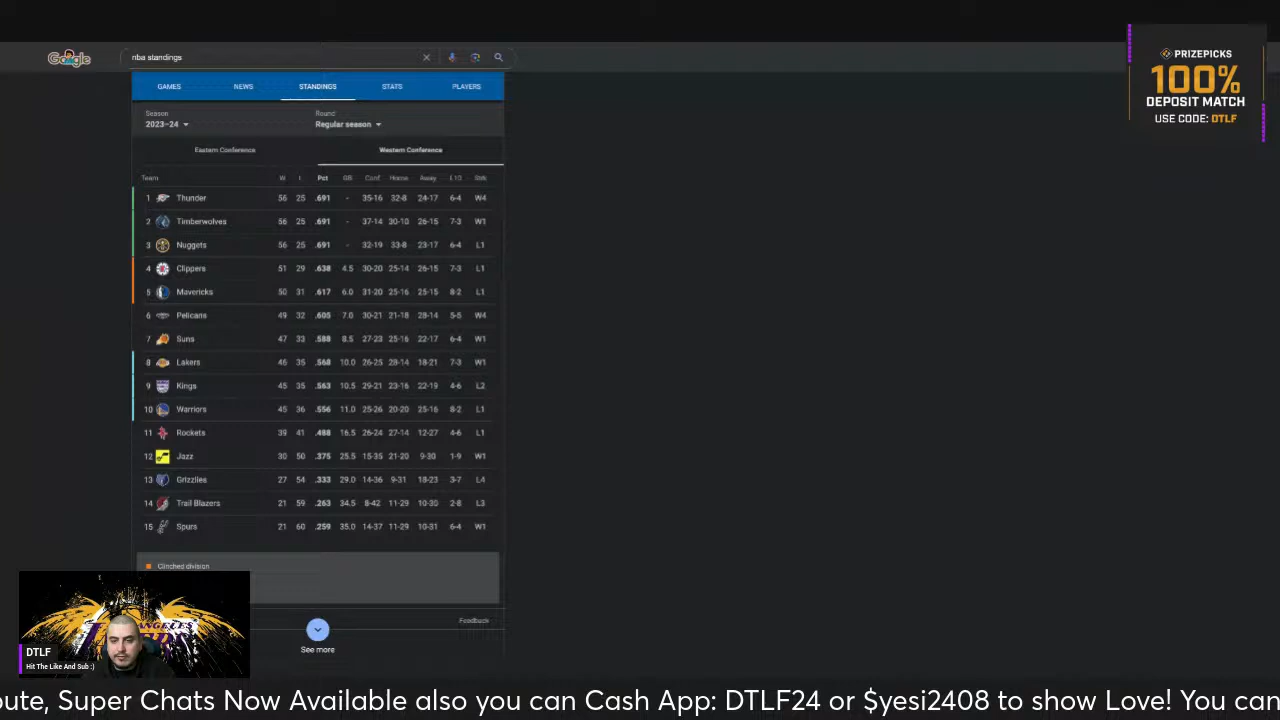 Google
nba standings
PRIZEPICKS
100%
DEPOSIT MATCH
USE CODE: DTLF
GAMES NEWS STANDINGS STATS PLAYERS
Season Round
2023–24 Regular season
Eastern Conference Western Conference
Team W L Pct GB Conf Home Away L10 Strk
1 Thunder 56 25 .691 - 35-16 32-8 24-17 6-4 W4
2 Timberwolves 56 25 .691 - 37-14 30-10 26-15 7-3 W1
3 Nuggets 56 25 .691 - 32-19 33-8 23-17 6-4 L1
4 Clippers 51 29 .638 4.5 30-20 25-14 26-15 7-3 L1
5 Mavericks 50 31 .617 6.0 31-20 25-16 25-15 8-2 L1
6 Pelicans 49 32 .605 7.0 30-21 21-18 28-14 5-5 W4
7 Suns 47 33 .588 8.5 27-23 25-16 22-17 6-4 W1
8 Lakers 46 35 .568 10.0 26-25 28-14 18-21 7-3 W1
9 Kings 45 35 .563 10.5 29-21 23-16 22-19 4-6 L2
10 Warriors 45 36 .556 11.0 25-26 20-20 25-16 8-2 L1
11 Rockets 39 41 .488 16.5 26-24 27-14 12-27 4-6 L1
12 Jazz 30 50 .375 25.5 15-35 21-20 9-30 1-9 W1
13 Grizzlies 27 54 .333 29.0 14-36 9-31 18-23 3-7 L4
14 Trail Blazers 21 59 .263 34.5 8-42 11-29 10-30 2-8 L3
15 Spurs 21 60 .259 35.0 14-37 11-29 10-31 6-4 W1
Clinched division
Feedback
See more
DTLF
Hit The Like And Sub :)
oute, Super Chats Now Available also you can Cash App: DTLF24 or $yesi2408 to show Love! You can